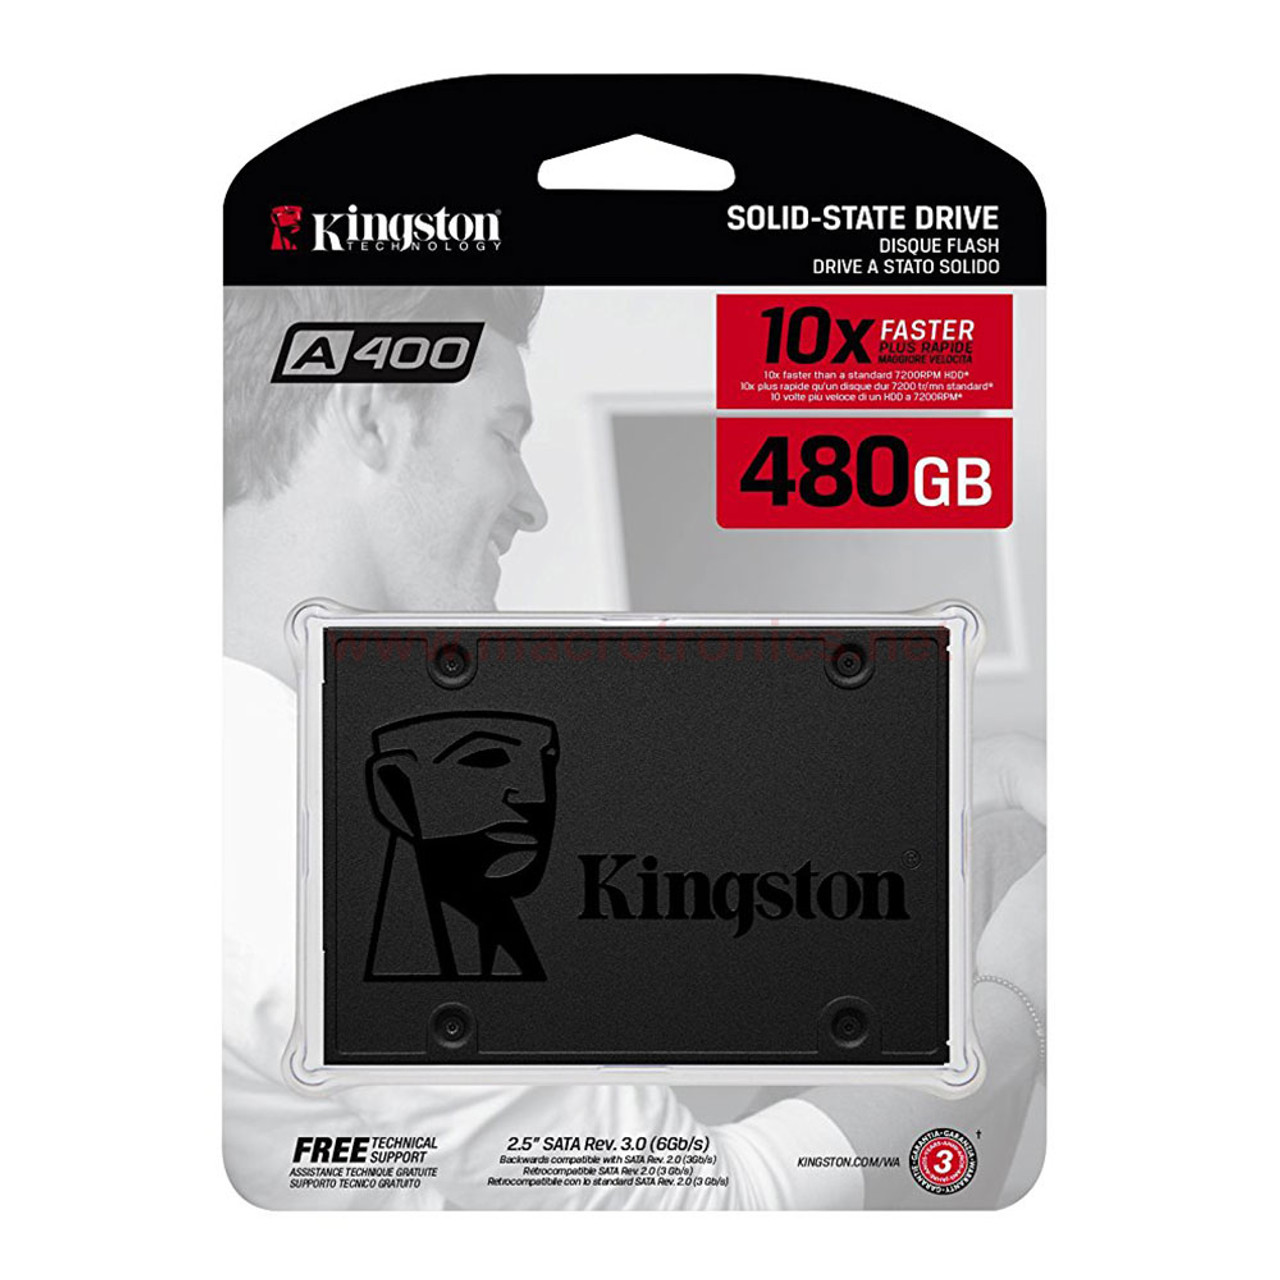 Kingston
TECHNOLOGY
SOLID-STATE DRIVE
DISQUE FLASH
DRIVE A STATO SOLIDO
A400
10x FASTER
PLUS RAPIDE
MAGGIORE VELOCITÀ
10x faster than a standard 7200RPM HDD*
10x plus rapide qu'un disque dur 7200 tr/mn standard*
10 volte più veloce di un HDD a 7200RPM*
480GB
www.macrotronics.net
Kingston®
FREE TECHNICAL
SUPPORT
ASSISTANCE TECHNIQUE GRATUITE
SUPPORTO TECNICO GRATUITO
2.5" SATA Rev. 3.0 (6Gb/s)
Backwards compatible with SATA Rev. 2.0 (3Gb/s)
Rétrocompatible SATA Rev. 2.0 (3 Gb/s)
Retrocompatibile con lo standard SATA Rev. 2.0 (3 Gb/s)
KINGSTON.COM/WA
3
†